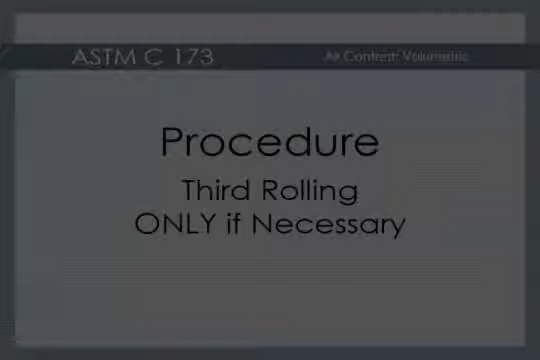 ASTM C 173
Air Content: Volumetric
Procedure
Third Rolling
ONLY if Necessary